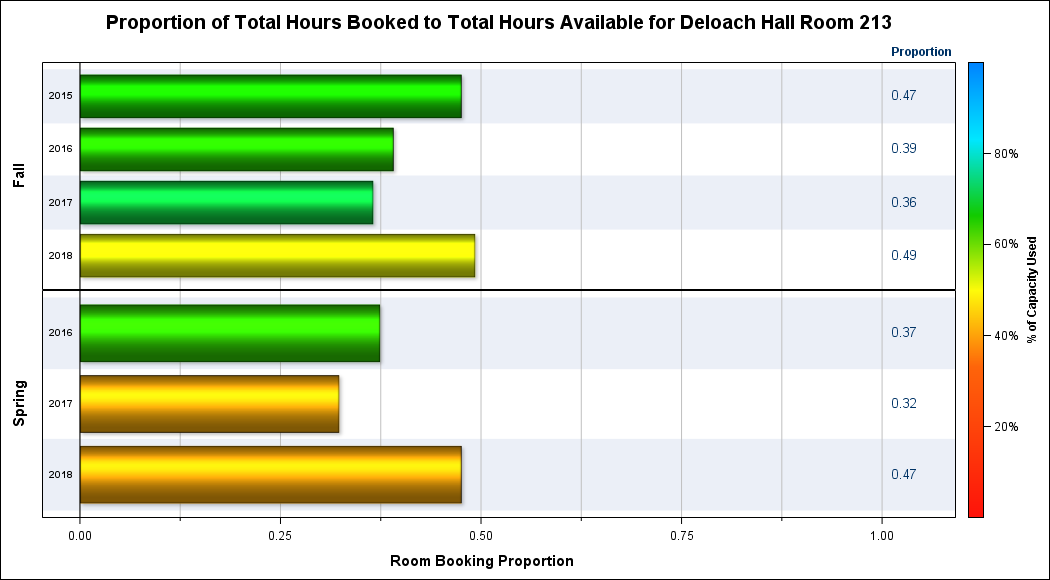 Proportion of Total Hours Booked to Total Hours Available for Deloach Hall Room 213
Proportion
Fall
2015 0.47
2016 0.39
2017 0.36
2018 0.49
Spring
2016 0.37
2017 0.32
2018 0.47
0.00 0.25 0.50 0.75 1.00
Room Booking Proportion
80%
60%
40%
20%
% of Capacity Used